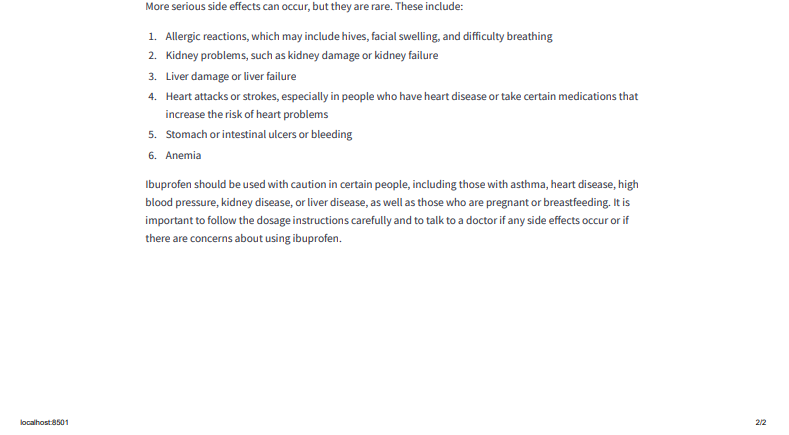 More serious side effects can occur, but they are rare. These include:
1. Allergic reactions, which may include hives, facial swelling, and difficulty breathing
2. Kidney problems, such as kidney damage or kidney failure
3. Liver damage or liver failure
4. Heart attacks or strokes, especially in people who have heart disease or take certain medications that
increase the risk of heart problems
5. Stomach or intestinal ulcers or bleeding
6. Anemia
Ibuprofen should be used with caution in certain people, including those with asthma, heart disease, high
blood pressure, kidney disease, or liver disease, as well as those who are pregnant or breastfeeding. It is
important to follow the dosage instructions carefully and to talk to a doctor if any side effects occur or if
there are concerns about using ibuprofen.
localhost:8501 2/2